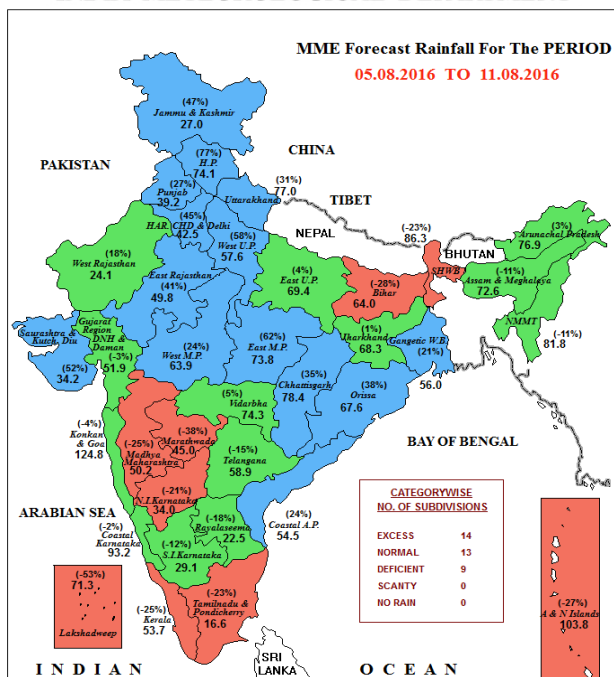 MME Forecast Rainfall For The PERIOD
05.08.2016 TO 11.08.2016
(47%)
Jammu & Kashmir
27.0
CHINA
(77%)
H.P.
74.1
PAKISTAN
(27%)
Punjab
39.2
(31%)
77.0
Uttarakhand
TIBET
(45%)
HAR. CHD & Delhi
42.5
(58%)
West U.P.
57.6
NEPAL
(-23%)
86.3
BHUTAN
(3%)
Arunachal Pradesh
76.9
(18%)
West Rajasthan
24.1
East Rajasthan
(41%)
49.8
(4%)
East U.P.
69.4
(-28%)
Bihar
64.0
SHWB
(-11%)
Assam & Meghalaya
72.6
NMMT
(-11%)
81.8
Saurashtra &
Kutch, Diu
(52%)
34.2
Gujarat
Region
DNH &
Daman
(-3%)
51.9
(24%)
West M.P.
63.9
(62%)
East M.P.
73.8
(1%)
Jharkhand
68.3
Gangetic W.B.
(21%)
56.0
(35%)
Chhattisgarh
78.4
(38%)
Orissa
67.6
(5%)
Vidarbha
74.3
(-4%)
Konkan
& Goa
124.8
(-38%)
Marathwada
45.0
(-25%)
Madhya
Maharashtra
50.2
(-15%)
Telangana
58.9
BAY OF BENGAL
(-21%)
N.I.Karnataka
34.0
ARABIAN SEA
(-2%)
Coastal
Karnataka
93.2
(-18%)
Rayalaseema
22.5
(24%)
Coastal A.P.
54.5
(-12%)
S.I.Karnataka
29.1
CATEGORYWISE
NO. OF SUBDIVISIONS
EXCESS 14
NORMAL 13
DEFICIENT 9
SCANTY 0
NO RAIN 0
(-53%)
71.3
Lakshadweep
(-25%)
Kerala
53.7
(-23%)
Tamilnadu &
Pondicherry
16.6
(-27%)
A & N Islands
103.8
SRI
LANKA
INDIAN OCEAN